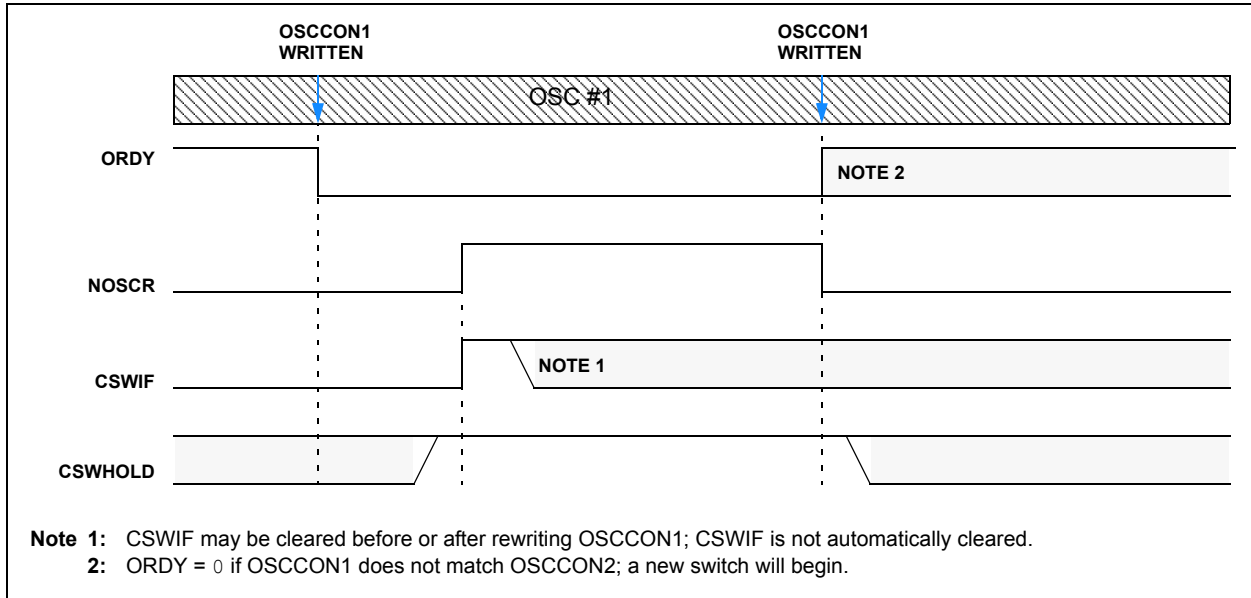 OSCCON1 OSCCON1
WRITTEN WRITTEN
OSC #1
ORDY
NOTE 2
NOSCR
NOTE 1
CSWIF
CSWHOLD
Note 1: CSWIF may be cleared before or after rewriting OSCCON1; CSWIF is not automatically cleared.
2: ORDY = 0 if OSCCON1 does not match OSCCON2; a new switch will begin.